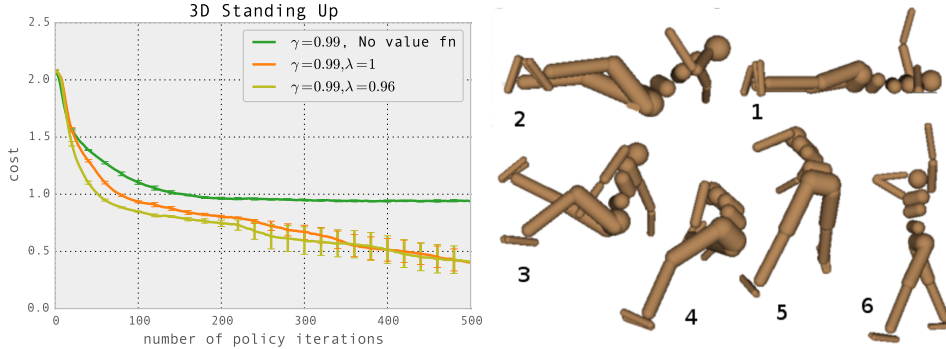 3D Standing Up
2.5
2.0
1.5
1.0
0.5
0.0
cost
0 100 200 300 400 500
number of policy iterations
γ=0.99, No value fn
γ=0.99,λ=1
γ=0.99,λ=0.96
2 1
3 4 5 6